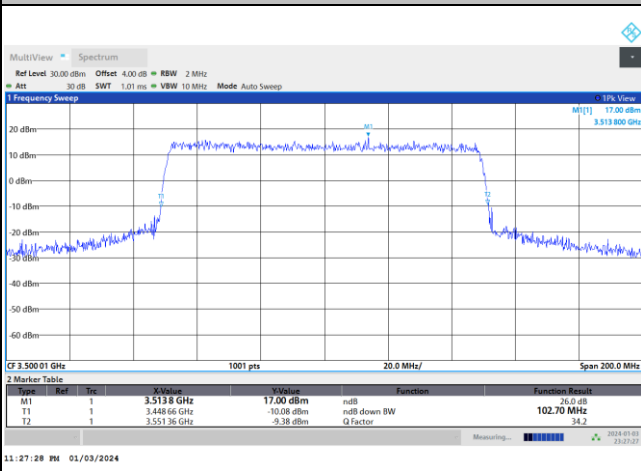 MultiView Spectrum
Ref Level 30.00 dBm Offset 4.00 dB RBW 2 MHz
Att 30 dB SWT 1.01 ms VBW 10 MHz Mode Auto Sweep
1 Frequency Sweep 1Pk View
M1[1] 17.00 dBm
3.513 800 GHz
M1
20 dBm
10 dBm
0 dBm
T1 T2
-10 dBm
-20 dBm
-30 dBm
-40 dBm
-50 dBm
-60 dBm
CF 3.500 01 GHz 1001 pts 20.0 MHz/ Span 200.0 MHz
2 Marker Table
Type Ref Trc X-Value Y-Value Function Function Result
M1 1 3.513 8 GHz 17.00 dBm ndB 26.0 dB
T1 1 3.448 66 GHz -10.08 dBm ndB down BW 102.70 MHz
T2 1 3.551 36 GHz -9.38 dBm Q Factor 34.2
Measuring... 2024-01-03
23:27:27
11:27:28 PM 01/03/2024